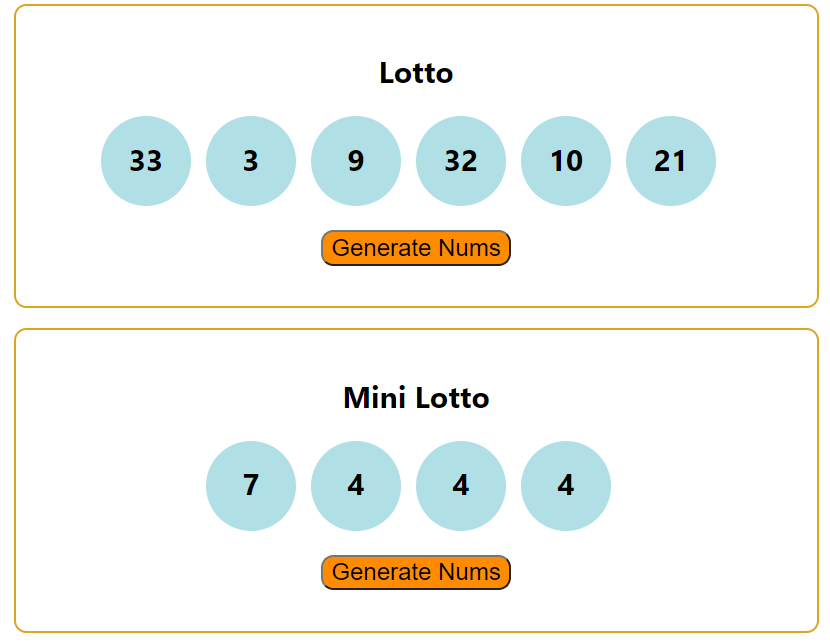 Lotto
33 3 9 32 10 21
Generate Nums
Mini Lotto
7 4 4 4
Generate Nums